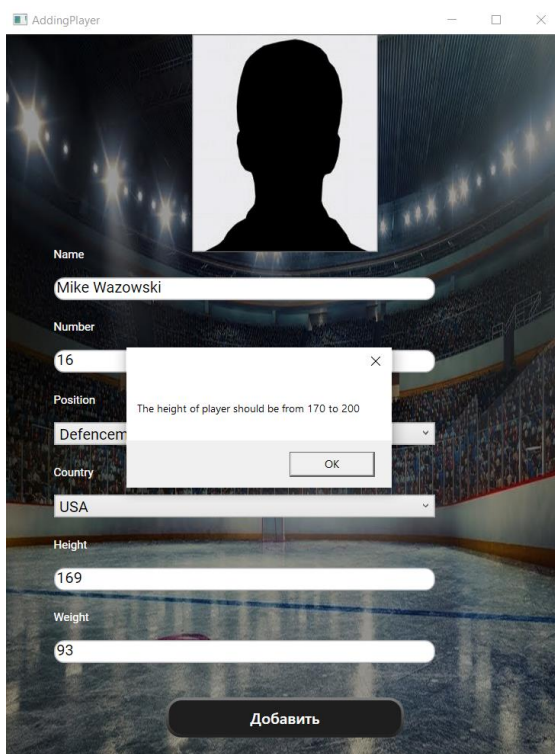 AddingPlayer
Name
Mike Wazowski
Number
16
The height of player should be from 170 to 200
OK
Position
Defencem
Country
USA
Height
169
Weight
93
Добавить